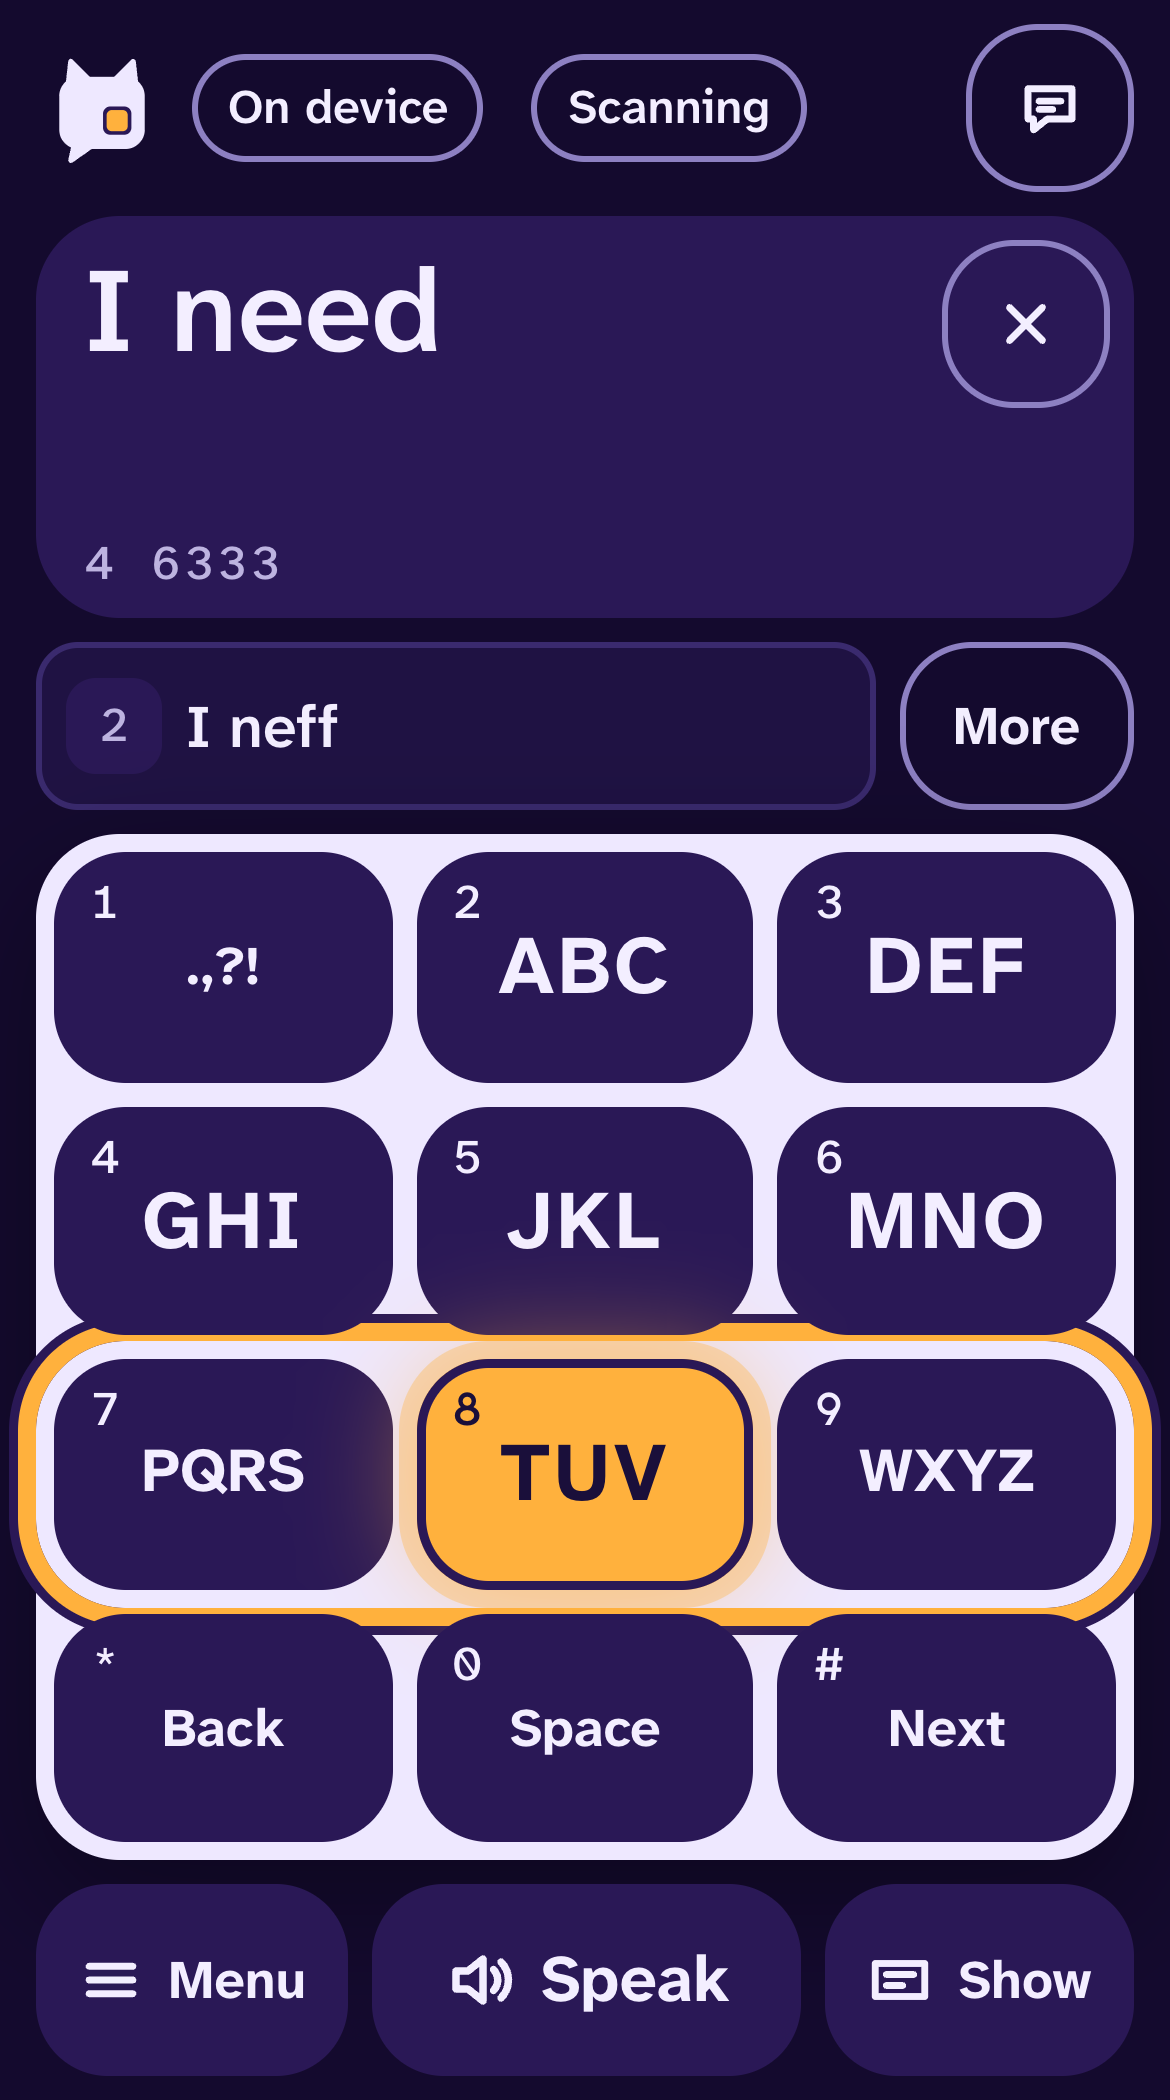 On device Scanning
I need
4 6333
2 I neff More
1 2 3
.,?! ABC DEF
4 5 6
GHI JKL MNO
7 8 9
PQRS TUV WXYZ
* 0 #
Back Space Next
Menu Speak Show